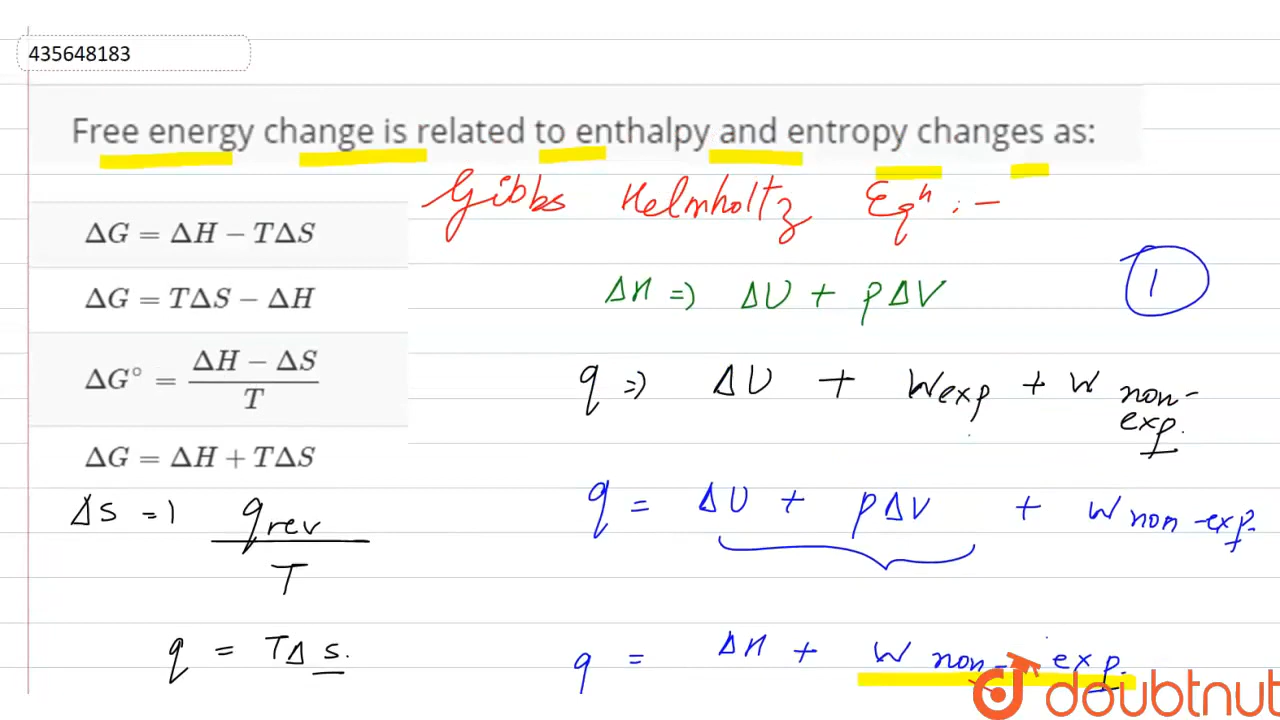 435648183
Free energy change is related to enthalpy and entropy changes as:
Gibbs Helmholtz Eqⁿ :-
ΔG = ΔH − TΔS
ΔG = TΔS − ΔH
ΔG° = (ΔH − ΔS)/T
ΔG = ΔH + TΔS
ΔS => q rev / T
q = TΔS.
1
ΔH => ΔU + PΔV
q => ΔU + Wexp + W non-exp.
q = ΔU + PΔV + W non-exp.
q = ΔH + W non-exp.
doubtnut